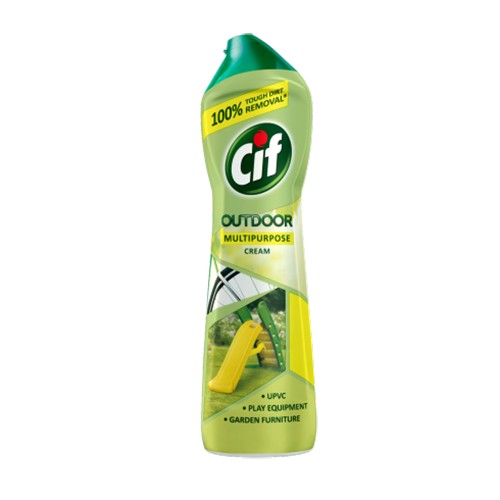 100% TOUGH DIRT
REMOVAL*
Cif
OUTDOOR
MULTIPURPOSE
CREAM
• UPVC
• PLAY EQUIPMENT
• GARDEN FURNITURE